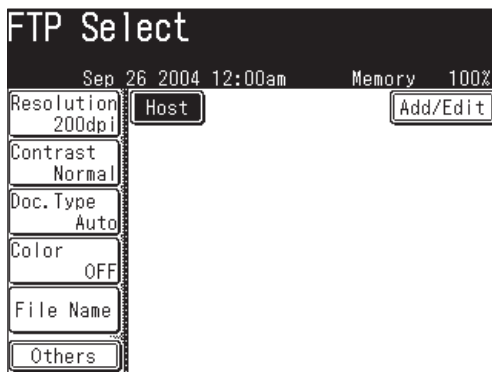 FTP Select
Sep 26 2004 12:00am Memory 100%
Resolution
200dpi
Host
Add/Edit
Contrast
Normal
Doc.Type
Auto
Color
OFF
File Name
Others